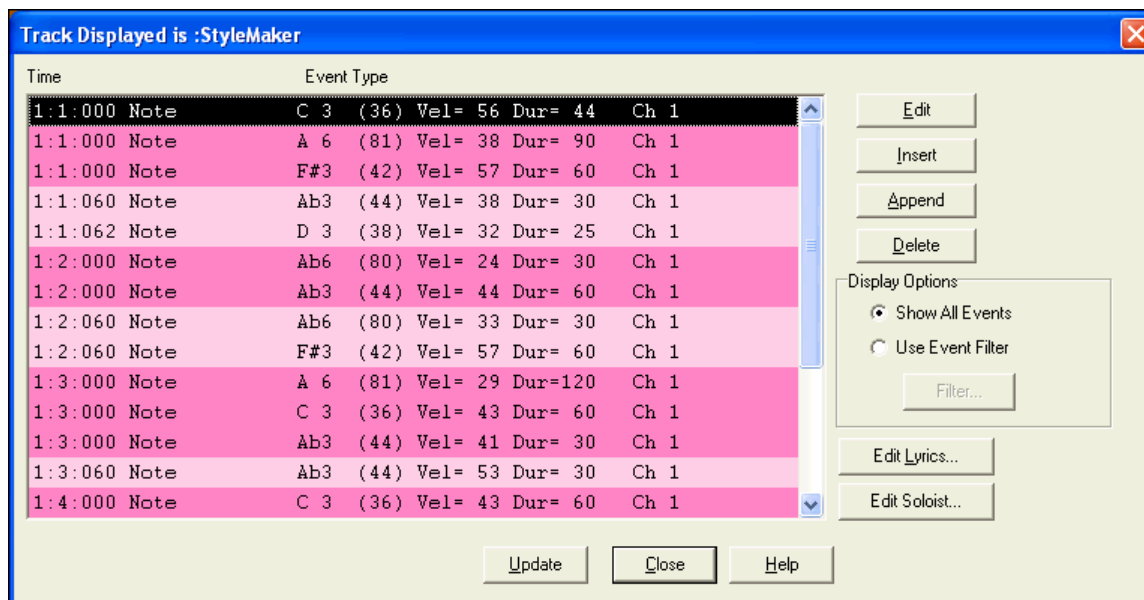 Track Displayed is :StyleMaker
Time Event Type
1:1:000 Note C 3 (36) Vel= 56 Dur= 44 Ch 1
1:1:000 Note A 6 (81) Vel= 38 Dur= 90 Ch 1
1:1:000 Note F#3 (42) Vel= 57 Dur= 60 Ch 1
1:1:060 Note Ab3 (44) Vel= 38 Dur= 30 Ch 1
1:1:062 Note D 3 (38) Vel= 32 Dur= 25 Ch 1
1:2:000 Note Ab6 (80) Vel= 24 Dur= 30 Ch 1
1:2:000 Note Ab3 (44) Vel= 44 Dur= 60 Ch 1
1:2:060 Note Ab6 (80) Vel= 33 Dur= 30 Ch 1
1:2:060 Note F#3 (42) Vel= 57 Dur= 60 Ch 1
1:3:000 Note A 6 (81) Vel= 29 Dur=120 Ch 1
1:3:000 Note C 3 (36) Vel= 43 Dur= 60 Ch 1
1:3:000 Note Ab3 (44) Vel= 41 Dur= 30 Ch 1
1:3:060 Note Ab3 (44) Vel= 53 Dur= 30 Ch 1
1:4:000 Note C 3 (36) Vel= 43 Dur= 60 Ch 1
Edit
Insert
Append
Delete
Display Options
Show All Events
Use Event Filter
Filter...
Edit Lyrics...
Edit Soloist...
Update Close Help